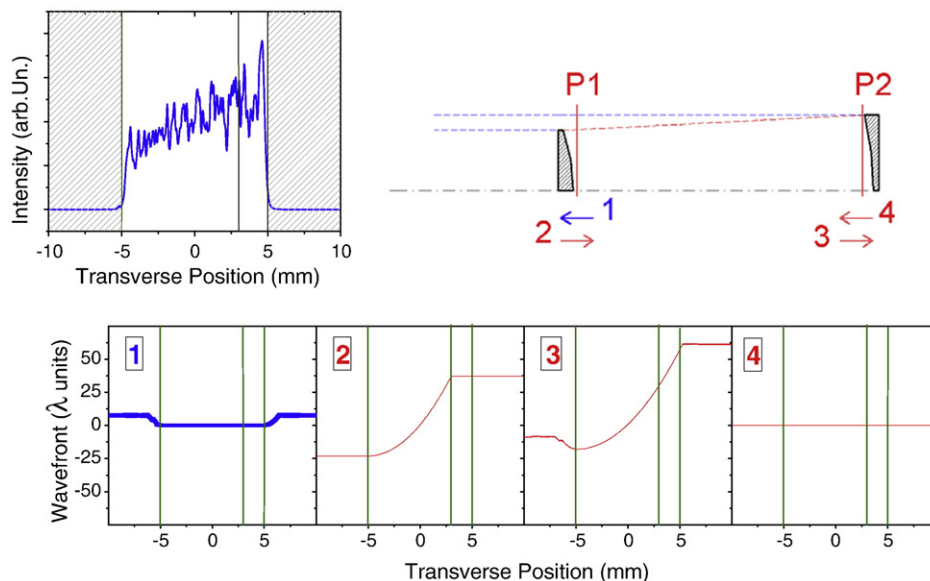 Intensity (arb.Un.)
-10 -5 0 5 10
Transverse Position (mm)
P1 P2
1
2
4
3
Wavefront (λ units)
50
25
0
-25
-50
1 2 3 4
-5 0 5 -5 0 5 -5 0 5 -5 0 5
Transverse Position (mm)